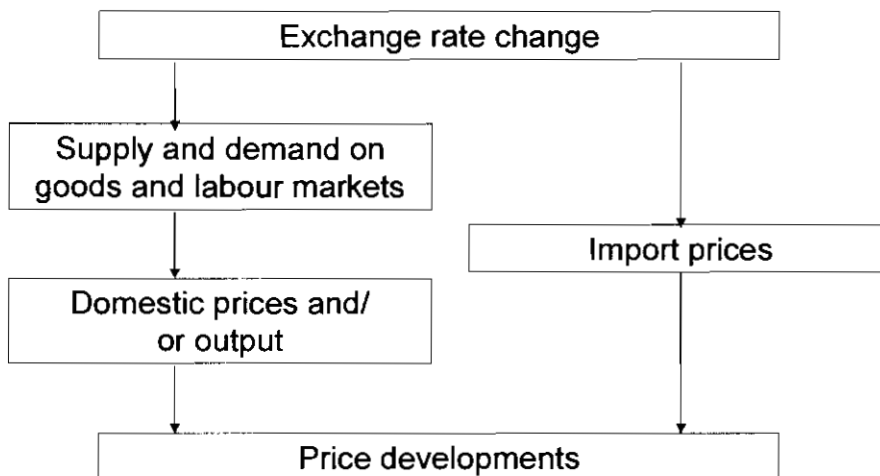 Exchange rate change
Supply and demand on
goods and labour markets
Import prices
Domestic prices and/
or output
Price developments